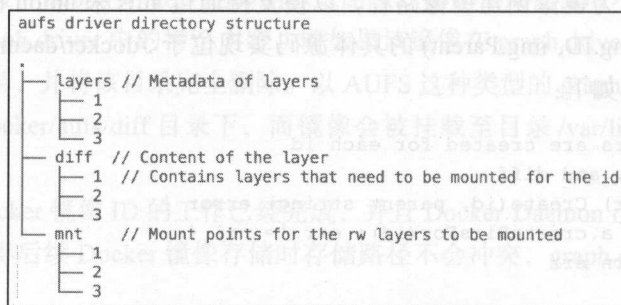 aufs driver directory structure
layers // Metadata of layers
1
2
3
diff // Content of the layer
1 // Contains layers that need to be mounted for the id
2
3
mnt // Mount points for the rw layers to be mounted
1
2
3